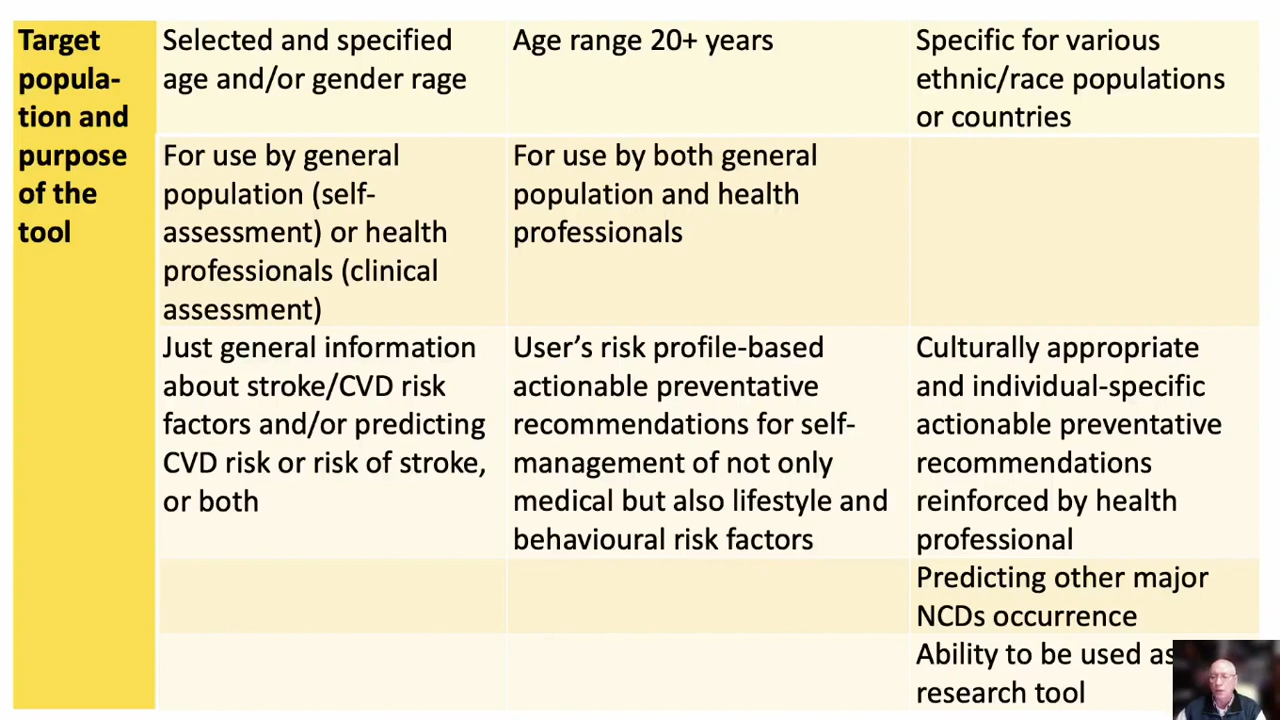 Target
popula-
tion and
purpose
of the
tool
Selected and specified
age and/or gender rage
Age range 20+ years
Specific for various
ethnic/race populations
or countries
For use by general
population (self-
assessment) or health
professionals (clinical
assessment)
For use by both general
population and health
professionals
Just general information
about stroke/CVD risk
factors and/or predicting
CVD risk or risk of stroke,
or both
User’s risk profile-based
actionable preventative
recommendations for self-
management of not only
medical but also lifestyle and
behavioural risk factors
Culturally appropriate
and individual-specific
actionable preventative
recommendations
reinforced by health
professional
Predicting other major
NCDs occurrence
Ability to be used as
research tool